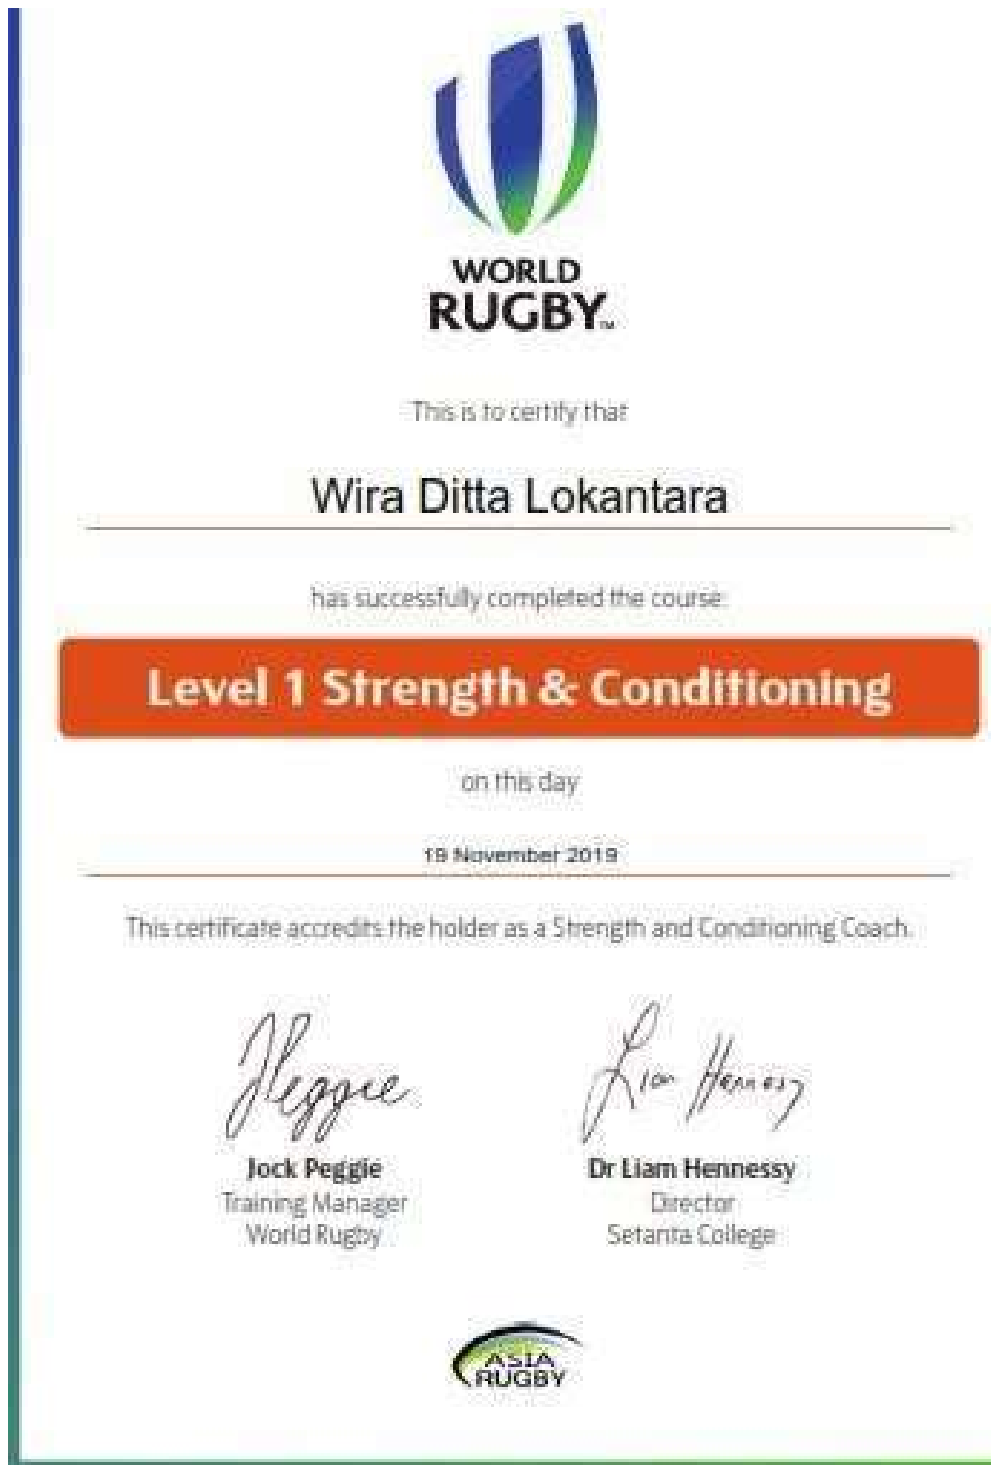 WORLD
RUGBY™
This is to certify that
Wira Ditta Lokantara
has successfully completed the course:
Level 1 Strength & Conditioning
on this day
19 November 2019
This certificate accredits the holder as a Strength and Conditioning Coach.
Jock Peggie
Training Manager
World Rugby
Dr Liam Hennessy
Director
Setanta College
ASIA
RUGBY